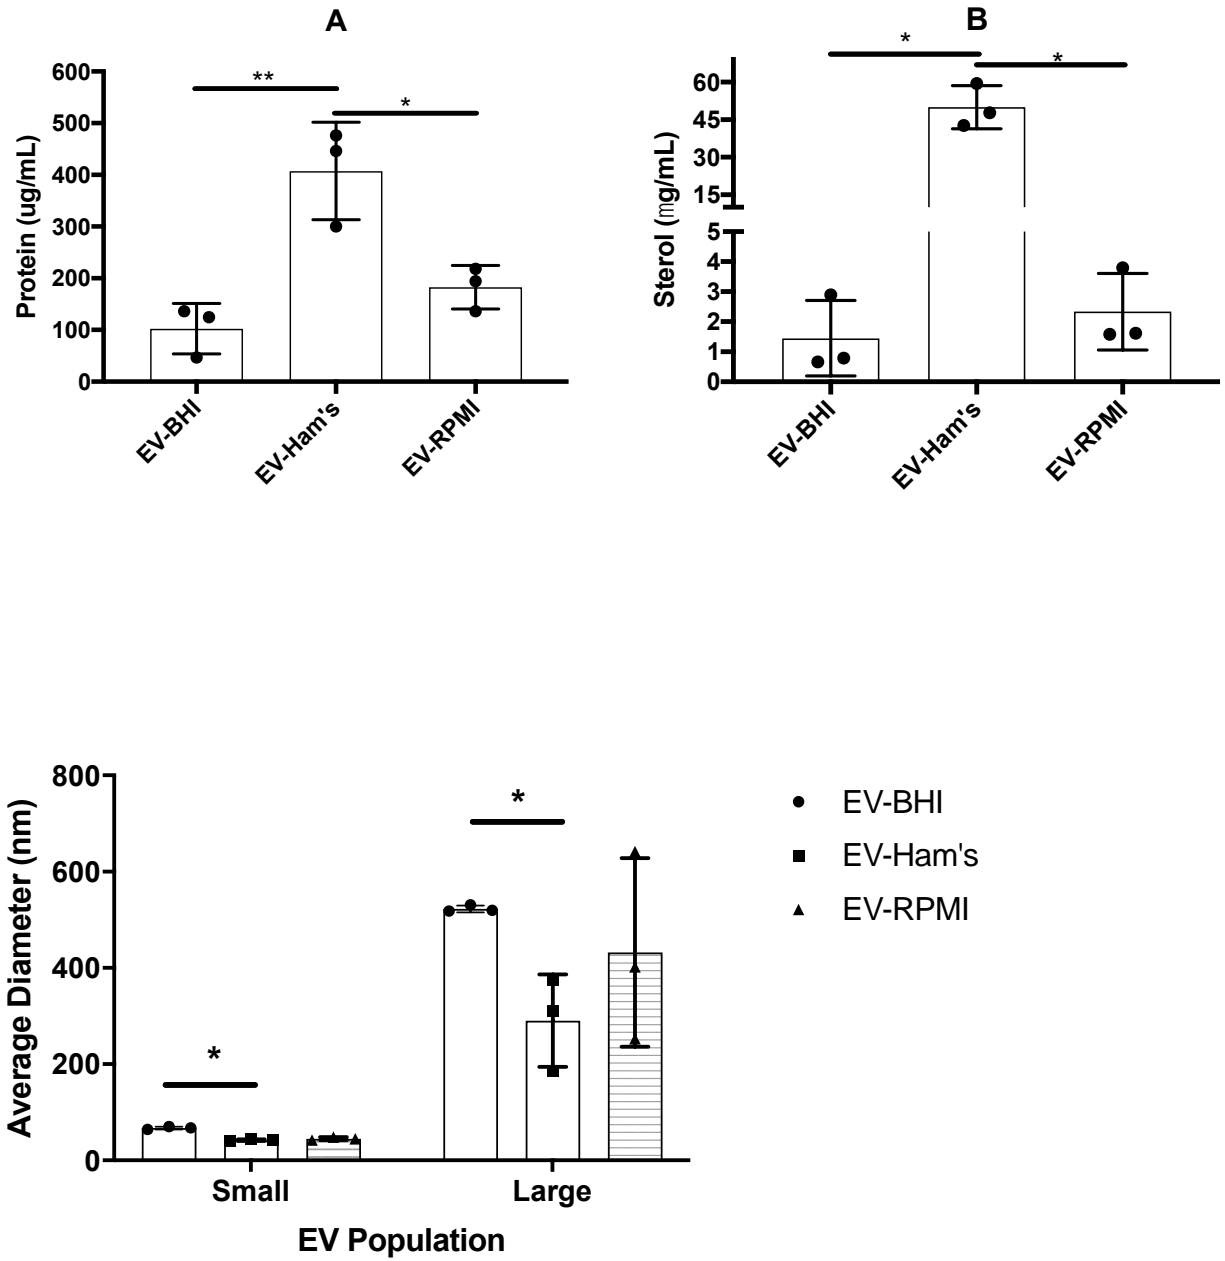 A
Protein (ug/mL)
600
500
400
300
200
100
0
**
*
EV-BHI
EV-Ham's
EV-RPMI
B
Sterol (mg/mL)
60
45
30
15
5
4
3
2
1
0
*
*
EV-BHI
EV-Ham's
EV-RPMI
Average Diameter (nm)
800
600
400
200
0
*
*
Small
Large
EV Population
EV-BHI
EV-Ham's
EV-RPMI